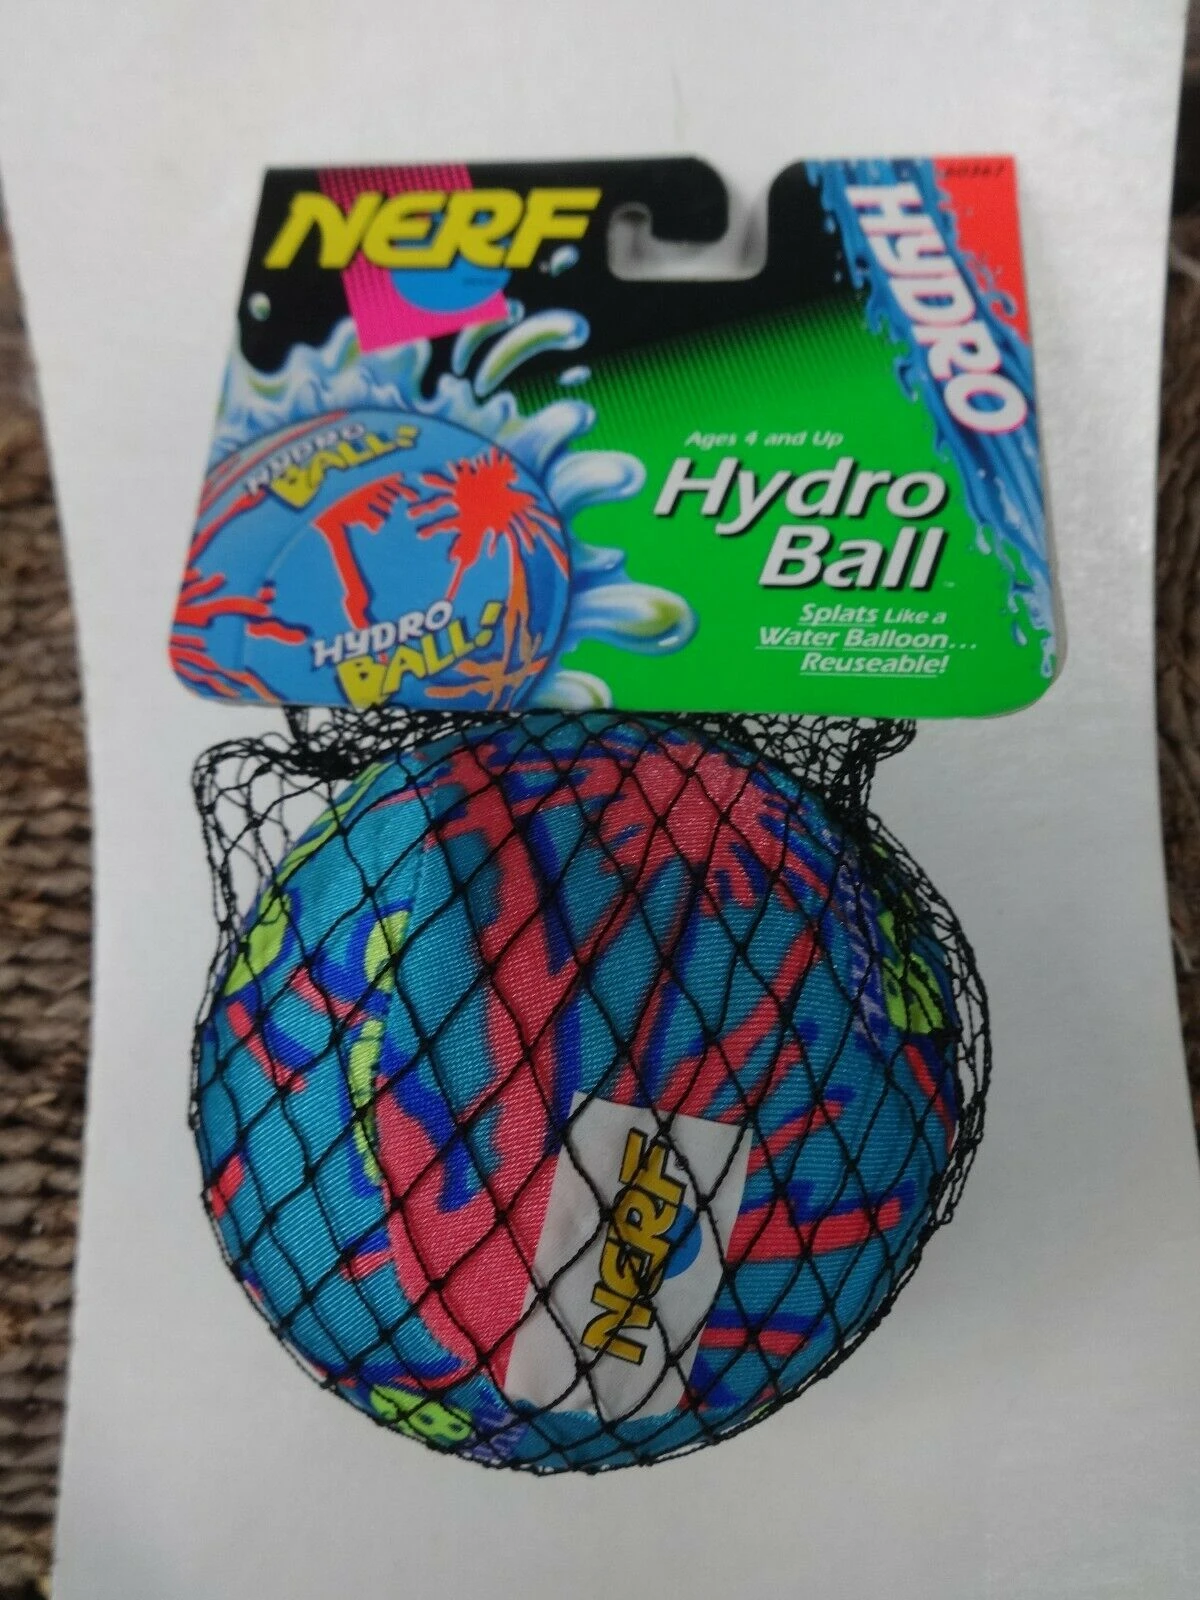 NERF
HYDRO
Ages 4 and Up
Hydro
Ball
Splats Like a
Water Balloon...
Reuseable!
HYDRO
BALL!
HYDRO
BALL!
NERF